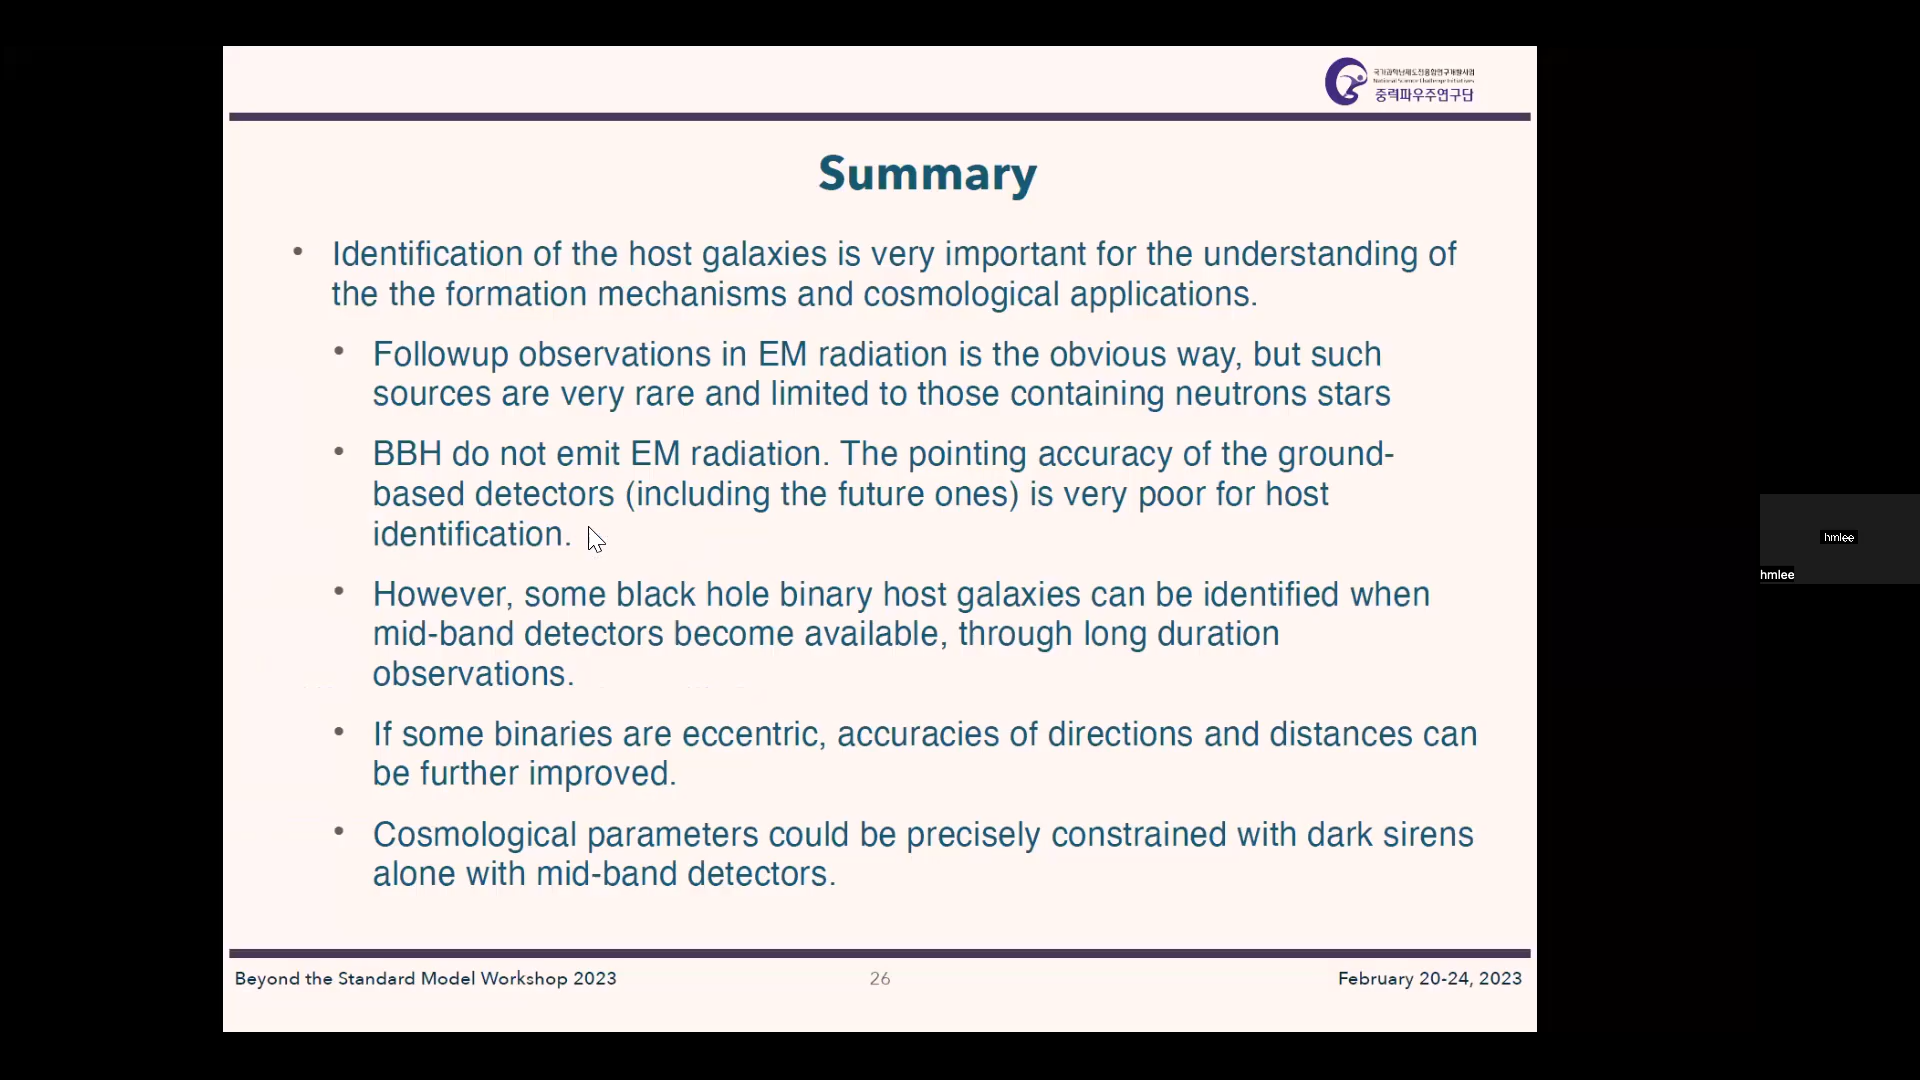 국가과학난제도전융합연구개발사업
National Science Challenge Initiatives
중력파우주연구단
Summary
• Identification of the host galaxies is very important for the understanding of
the the formation mechanisms and cosmological applications.
• Followup observations in EM radiation is the obvious way, but such
sources are very rare and limited to those containing neutrons stars
• BBH do not emit EM radiation. The pointing accuracy of the ground-
based detectors (including the future ones) is very poor for host
identification.
• However, some black hole binary host galaxies can be identified when
mid-band detectors become available, through long duration
observations.
• If some binaries are eccentric, accuracies of directions and distances can
be further improved.
• Cosmological parameters could be precisely constrained with dark sirens
alone with mid-band detectors.
Beyond the Standard Model Workshop 2023
26
February 20-24, 2023
hmlee
hmlee